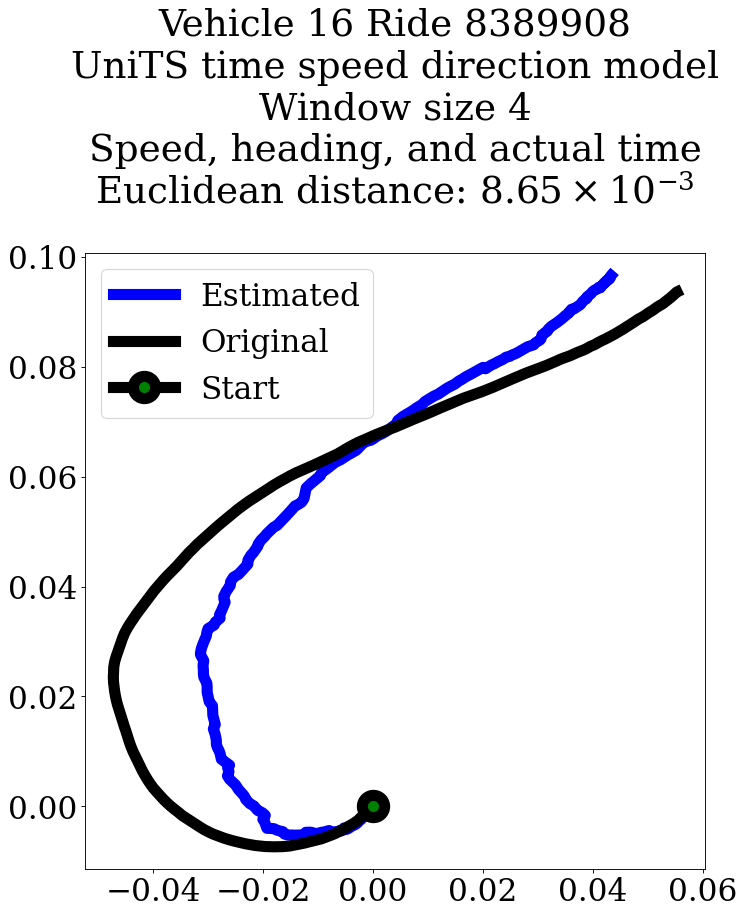 Vehicle 16 Ride 8389908
UniTS time speed direction model
Window size 4
Speed, heading, and actual time
Euclidean distance: 8.65 × 10⁻³
0.10
0.08
0.06
0.04
0.02
0.00
Estimated
Original
Start
−0.04 −0.02 0.00 0.02 0.04 0.06